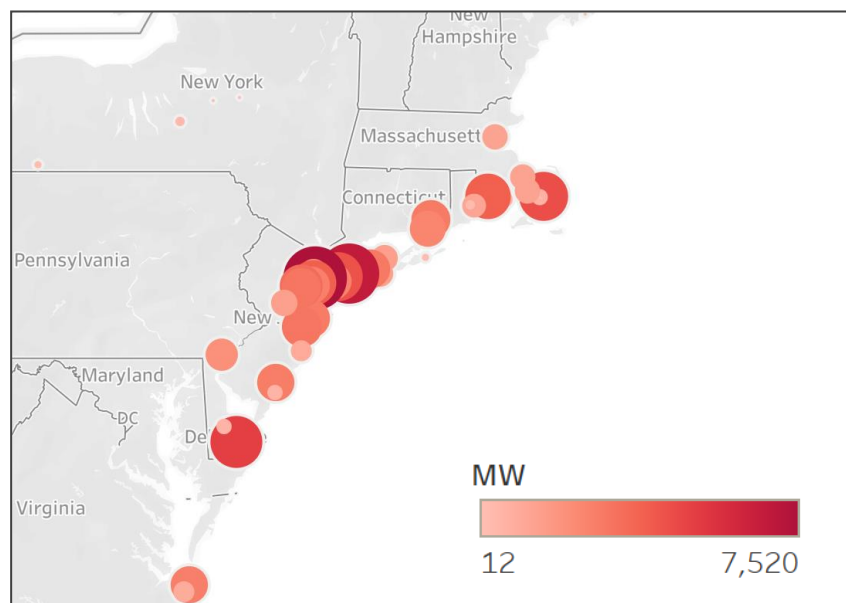 New
Hampshire
New York
Massachusett
Connecticut
Pennsylvania
New
Maryland
DC
De
e
Virginia
MW
12
7,520